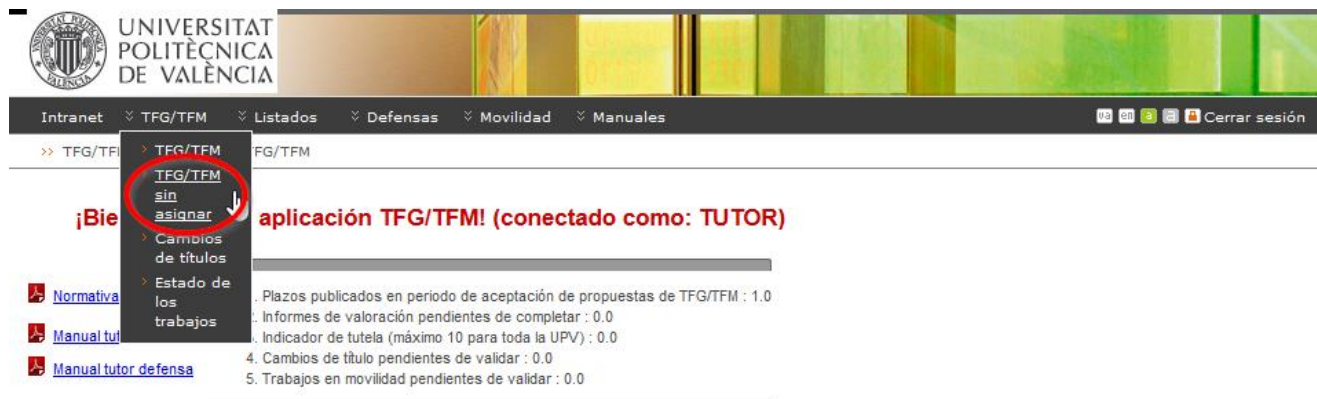 UNIVERSITAT
POLITÈCNICA
DE VALÈNCIA
Intranet TFG/TFM Listados Defensas Movilidad Manuales va en a a Cerrar sesión
>> TFG/TF FG/TFM
TFG/TFM
TFG/TFM
sin
asignar
Cambios
de títulos
Estado de
los
trabajos
¡Bie aplicación TFG/TFM! (conectado como: TUTOR)
Normativa
Manual tut
Manual tutor defensa
. Plazos publicados en periodo de aceptación de propuestas de TFG/TFM : 1.0
. Informes de valoración pendientes de completar : 0.0
. Indicador de tutela (máximo 10 para toda la UPV) : 0.0
4. Cambios de título pendientes de validar : 0.0
5. Trabajos en movilidad pendientes de validar : 0.0